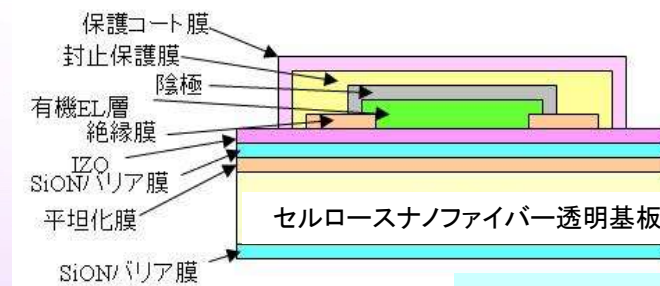 保護コート膜
封止保護膜
陰極
有機EL層
絶縁膜
IZO
SiONバリア膜
平坦化膜
セルロースナノファイバー透明基板
SiONバリア膜